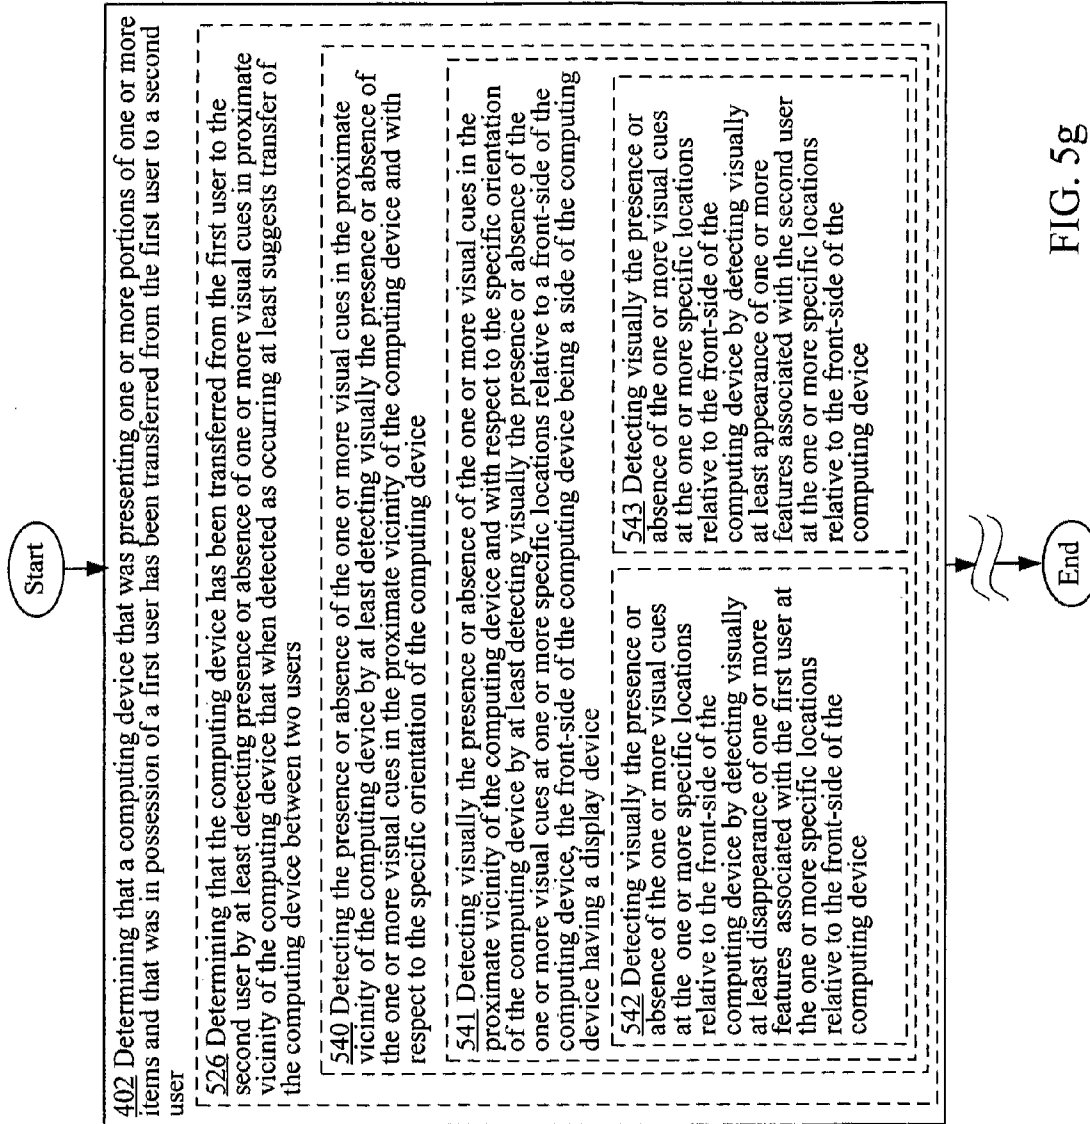 Start
402 Determining that a computing device that was presenting one or more portions of one or more
items and that was in possession of a first user has been transferred from the first user to a second
user
526 Determining that the computing device has been transferred from the first user to the
second user by at least detecting presence or absence of one or more visual cues in proximate
vicinity of the computing device that when detected as occurring at least suggests transfer of
the computing device between two users
540 Detecting the presence or absence of the one or more visual cues in the proximate
vicinity of the computing device by at least detecting visually the presence or absence of
the one or more visual cues in the proximate vicinity of the computing device and with
respect to the specific orientation of the computing device
541 Detecting visually the presence or absence of the one or more visual cues in the
proximate vicinity of the computing device and with respect to the specific orientation
of the computing device by at least detecting visually the presence or absence of the
one or more visual cues at one or more specific locations relative to a front-side of the
computing device, the front-side of the computing device being a side of the computing
device having a display device
542 Detecting visually the presence or
absence of the one or more visual cues
at the one or more specific locations
relative to the front-side of the
computing device by detecting visually
at least disappearance of one or more
features associated with the first user at
the one or more specific locations
relative to the front-side of the
computing device
543 Detecting visually the presence or
absence of the one or more visual cues
at the one or more specific locations
relative to the front-side of the
computing device by detecting visually
at least appearance of one or more
features associated with the second user
at the one or more specific locations
relative to the front-side of the
computing device
End
FIG. 5g